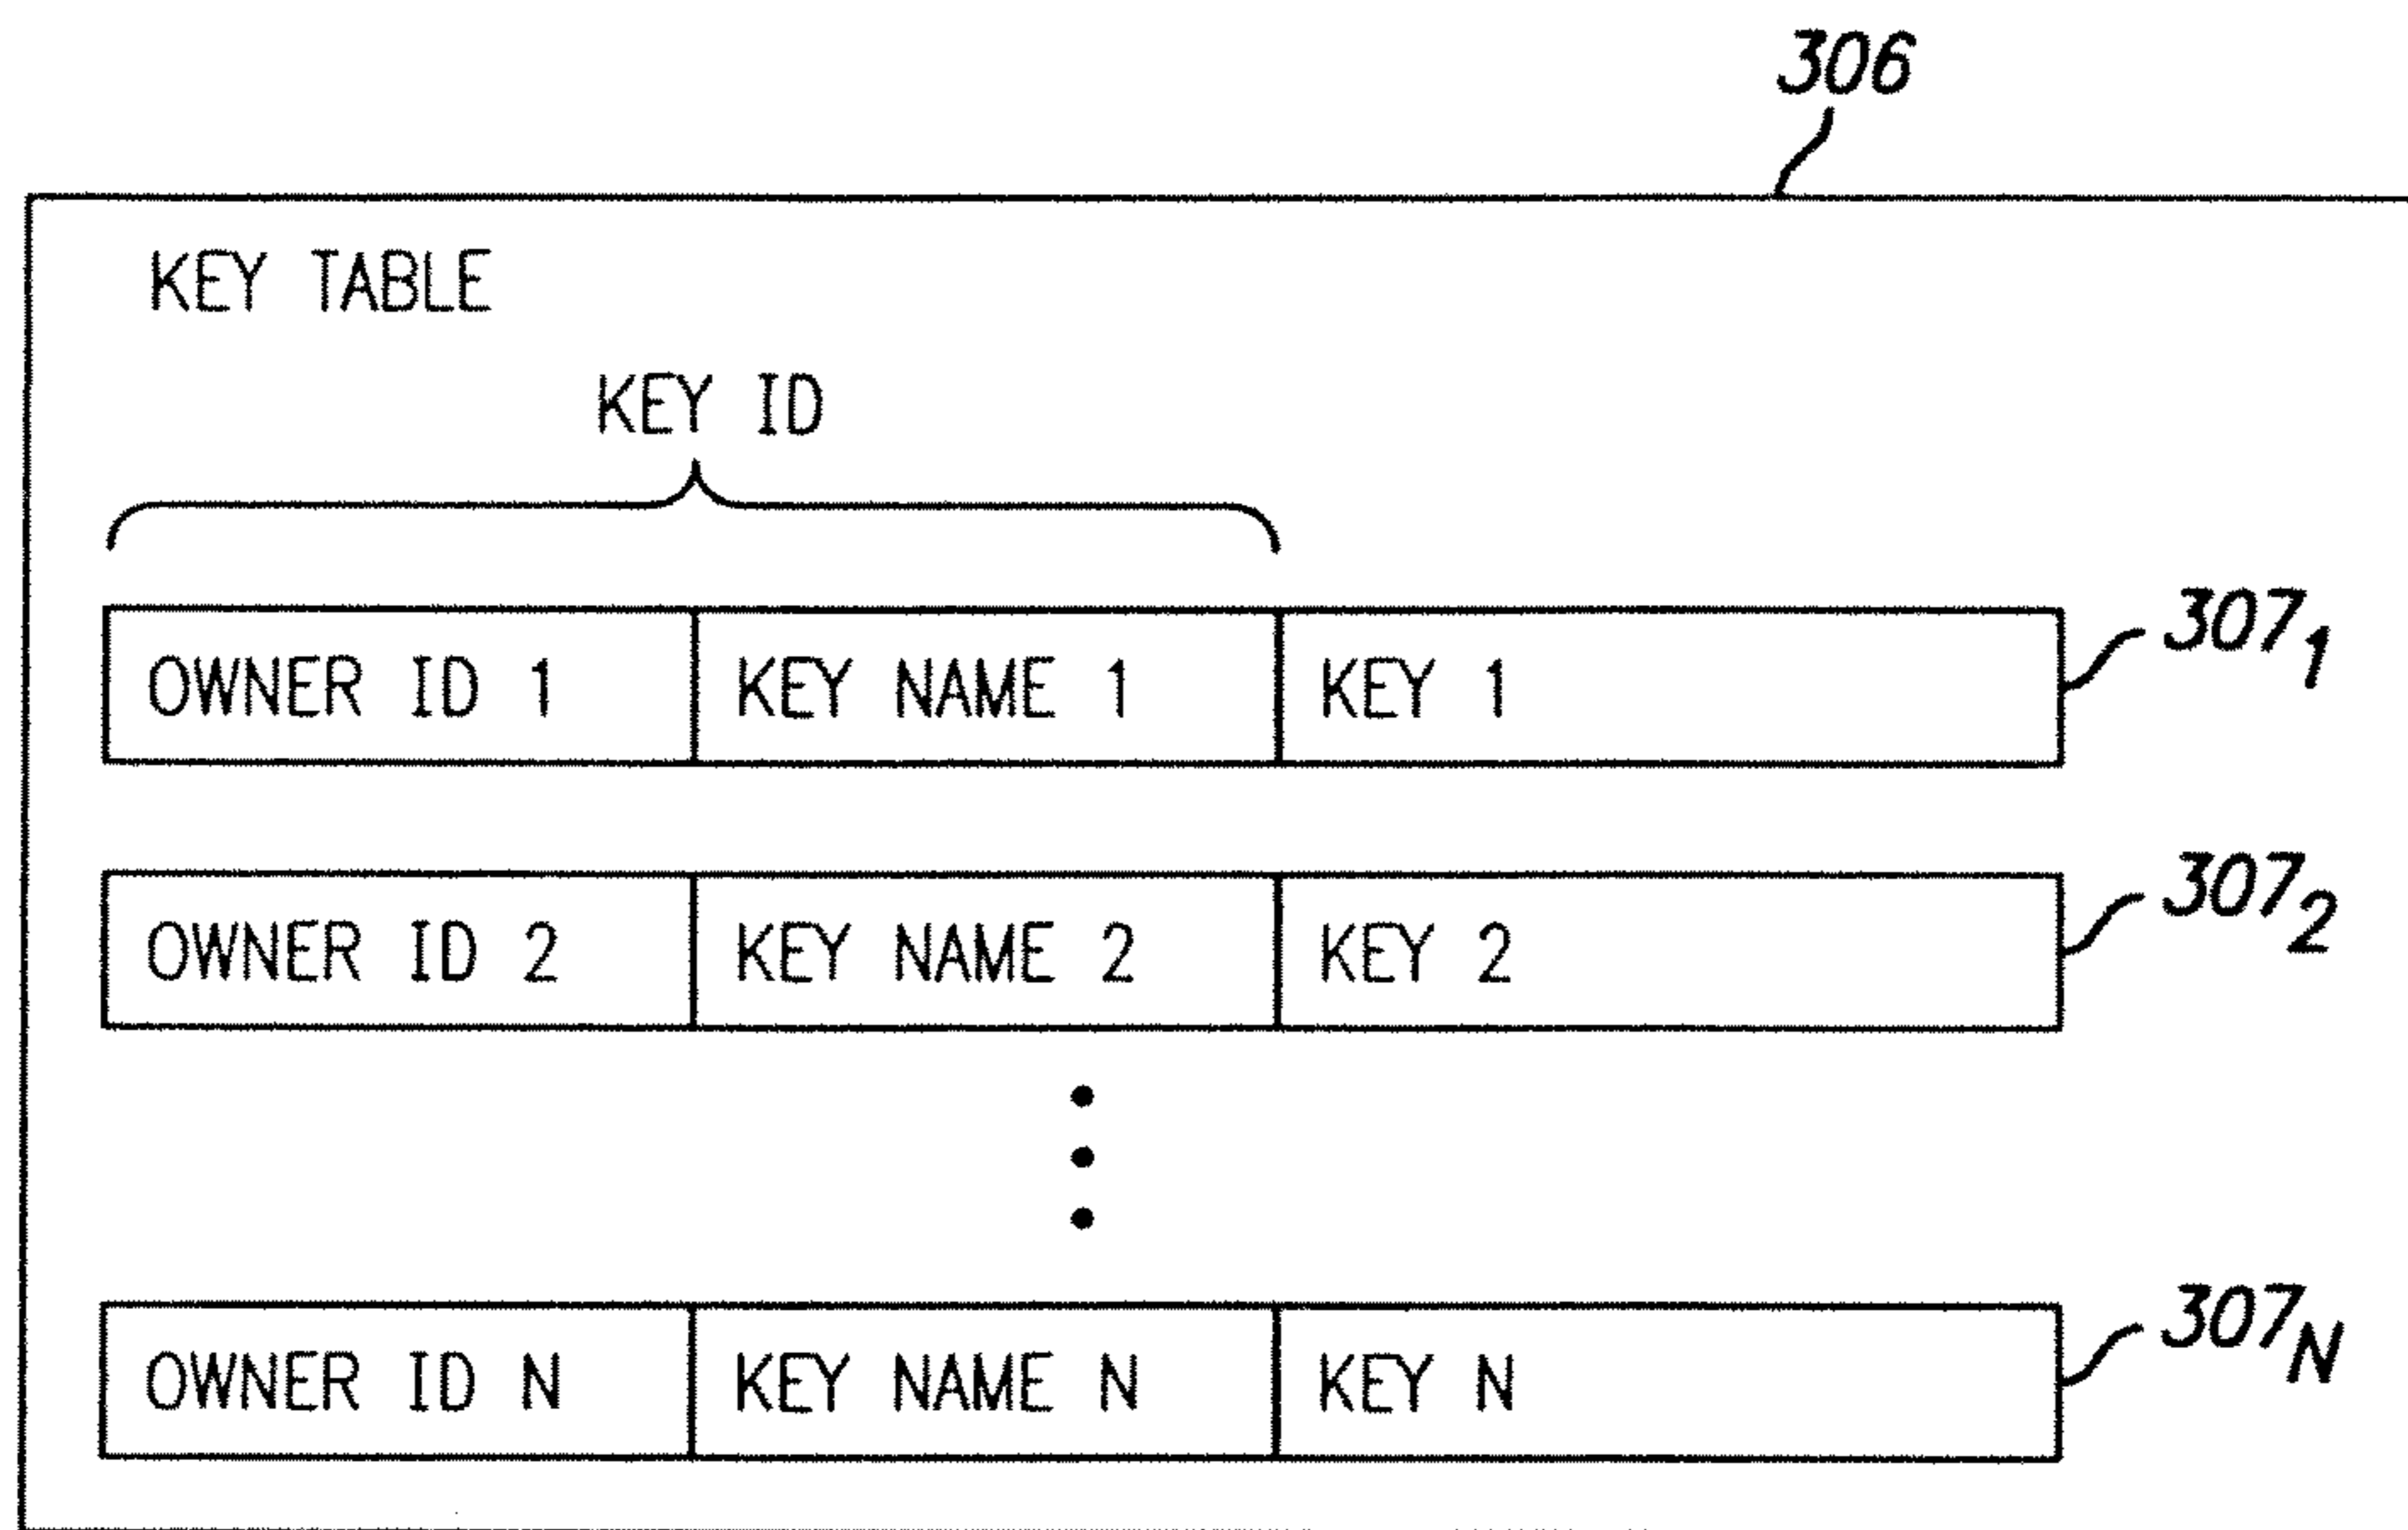 306
KEY TABLE
KEY ID
OWNER ID 1 KEY NAME 1 KEY 1 307₁
OWNER ID 2 KEY NAME 2 KEY 2 307₂
OWNER ID N KEY NAME N KEY N 307N